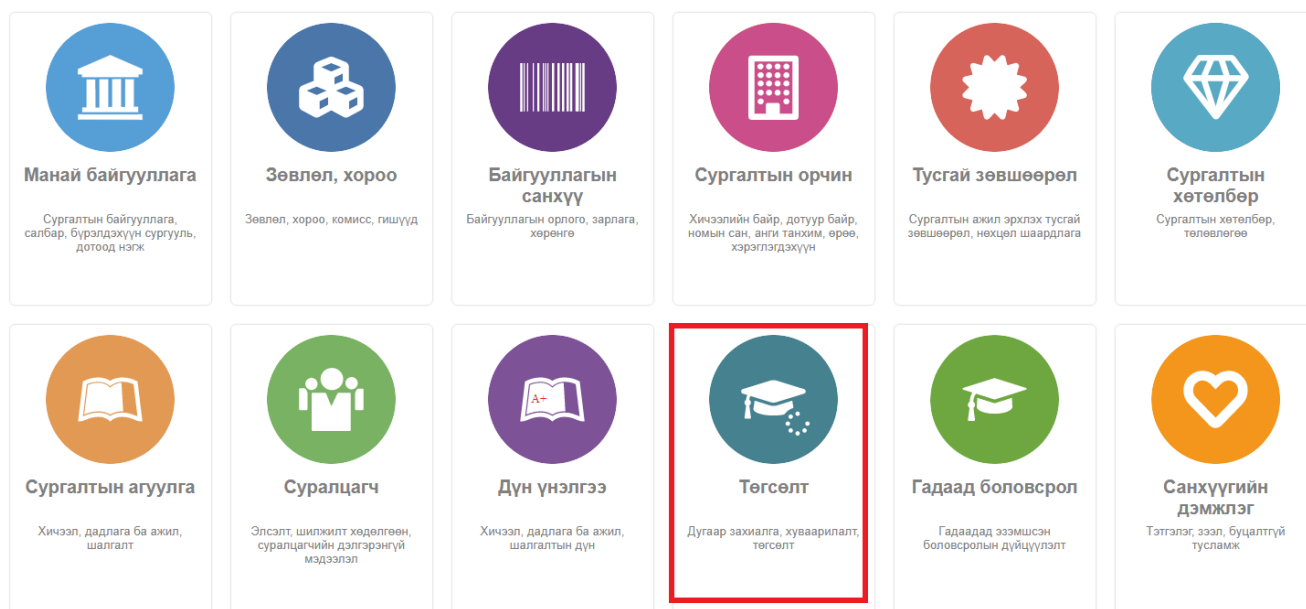 Манай байгууллага
Сургалтын байгууллага,
салбар, бүрэлдэхүүн сургууль,
дотоод нэгж
Зөвлөл, хороо
Зөвлөл, хороо, комисс, гишүүд
Байгууллагын
санхүү
Байгууллагын орлого, зарлага,
хөрөнгө
Сургалтын орчин
Хичээлийн байр, дотуур байр,
номын сан, анги танхим, өрөө,
хэрэглэгдэхүүн
Тусгай зөвшөөрөл
Сургалтын ажил эрхлэх тусгай
зөвшөөрөл, нөхцөл шаардлага
Сургалтын
хөтөлбөр
Сургалтын хөтөлбөр,
төлөвлөгөө
Сургалтын агуулга
Хичээл, дадлага ба ажил,
шалгалт
Суралцагч
Элсэлт, шилжилт хөдөлгөөн,
суралцагчийн дэлгэрэнгүй
мэдээлэл
A+
Дүн үнэлгээ
Хичээл, дадлага ба ажил,
шалгалтын дүн
Төгсөлт
Дугаар захиалга, хуваарилалт,
төгсөлт
Гадаад боловсрол
Гадаадад эзэмшсэн
боловсролын дүйцүүлэлт
Санхүүгийн
дэмжлэг
Тэтгэлэг, зээл, буцалтгүй
тусламж